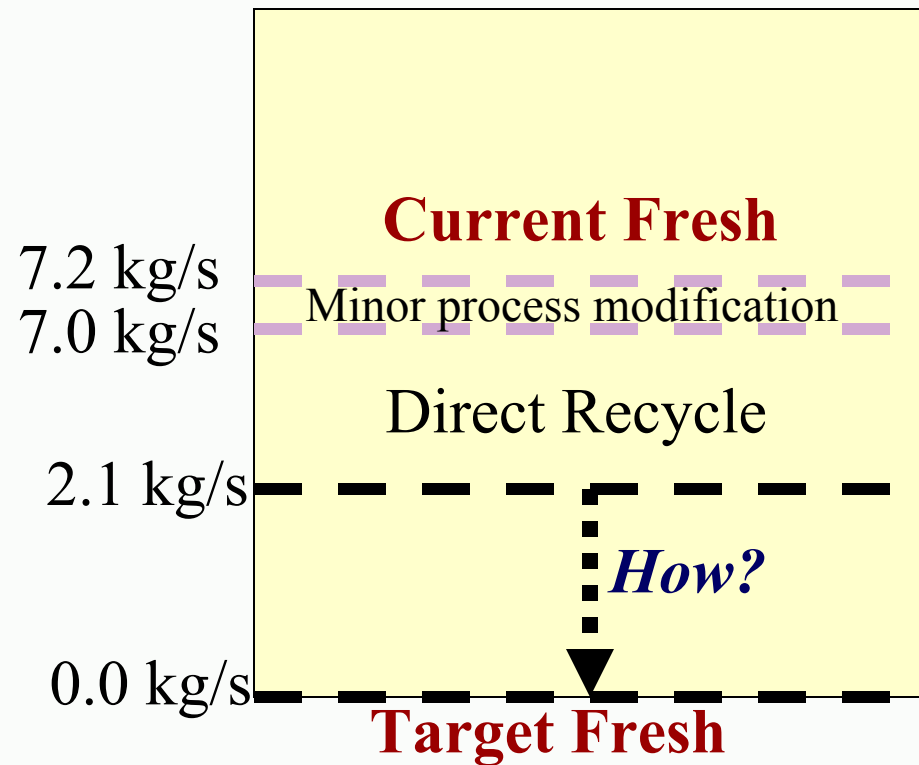 Current Fresh
7.2 kg/s
Minor process modification
7.0 kg/s
Direct Recycle
2.1 kg/s
How?
0.0 kg/s
Target Fresh